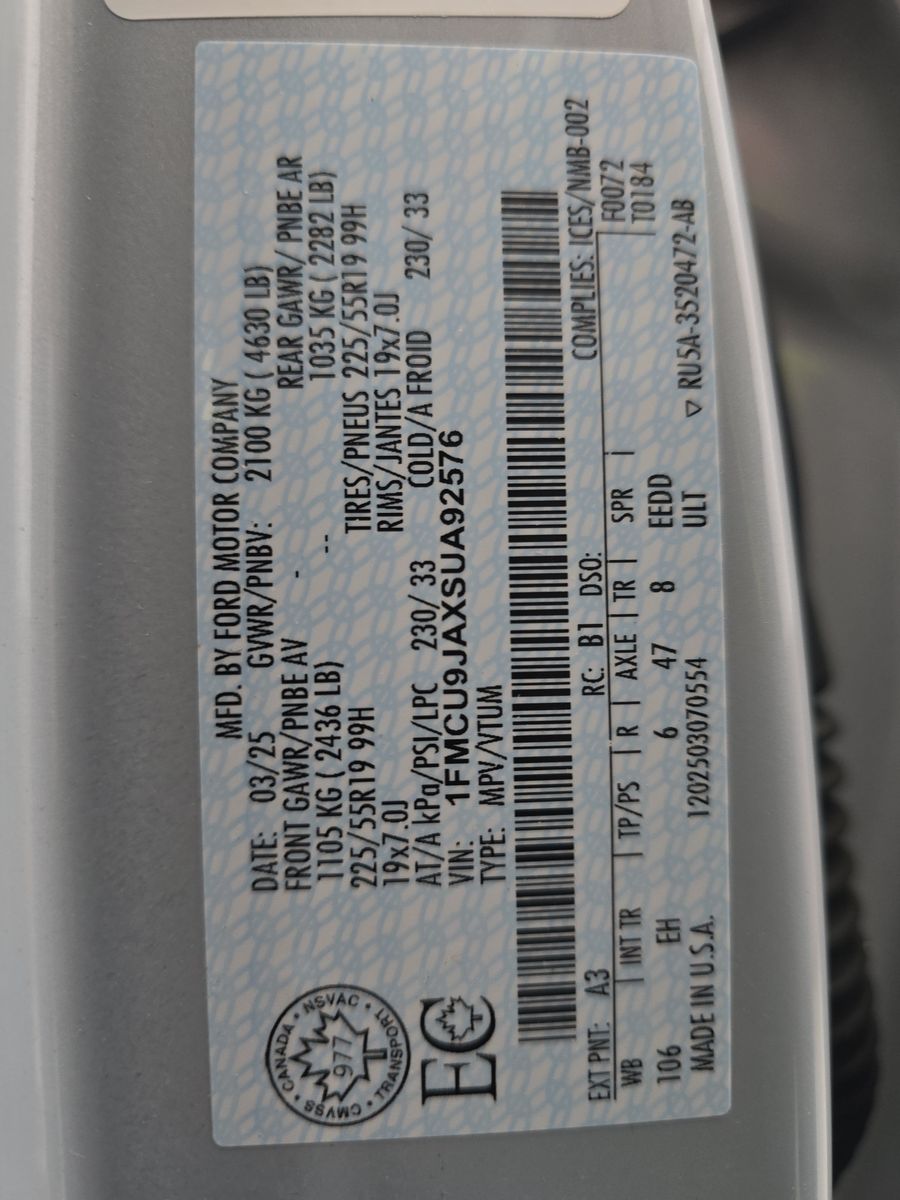 MFD. BY FORD MOTOR COMPANY
DATE: 03/25 GVWR/PNBV: 2100 KG ( 4630 LB)
FRONT GAWR/PNBE AV - REAR GAWR/ PNBE AR
1105 KG ( 2436 LB) -- 1035 KG ( 2282 LB)
225/55R19 99H TIRES/PNEUS 225/55R19 99H
19x7.0J RIMS/JANTES 19x7.0J
AT/A kPa/PSI/LPC 230/ 33 COLD/A FROID 230/ 33
VIN: 1FMCU9JAXSUA92576
TYPE: MPV/VTUM
CANADA • NSVAC • TRANSPORT • CMVSS •
977
EC
COMPLIES: ICES/NMB-002
EXT PNT: A3 RC: B1 DSO: F0072
WB | INT TR | TP/PS | R | AXLE | TR | SPR | T0184
106 EH 6 47 8 EEDD
MADE IN U.S.A. 1202503070554 ULT ▽ RU5A-3520472-AB